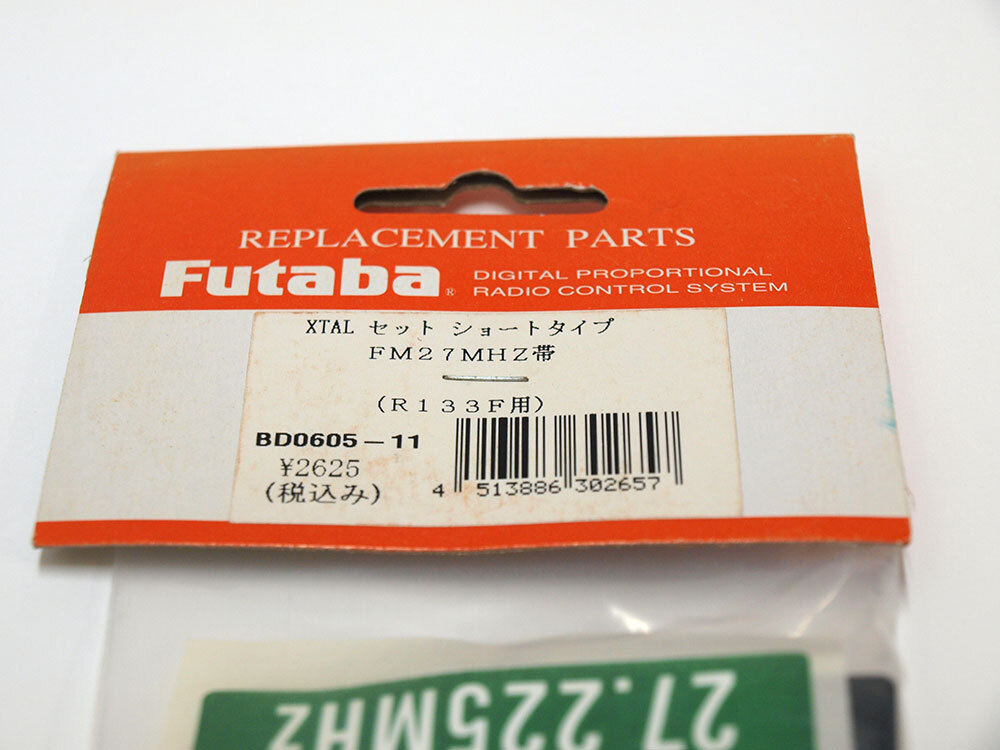 REPLACEMENT PARTS
Futaba® DIGITAL PROPORTIONAL
RADIO CONTROL SYSTEM
XTAL セット ショートタイプ
FM27MHZ帯
(R133F用)
BD0605-11
¥2625
(税込み)
4 513886 302657
27.225MHz